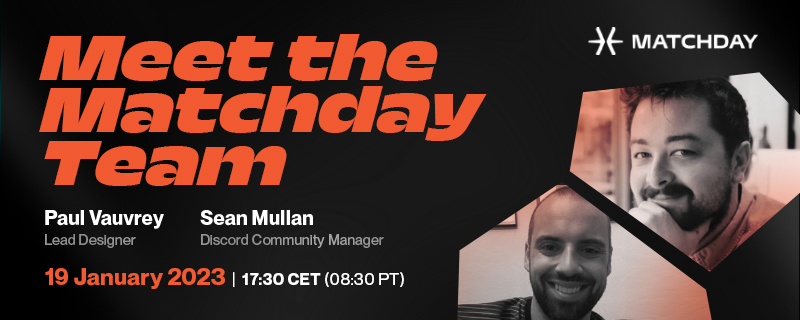 MATCHDAY
Meet the
Matchday
Team
Paul Vauvrey
Lead Designer
Sean Mullan
Discord Community Manager
19 January 2023 | 17:30 CET (08:30 PT)